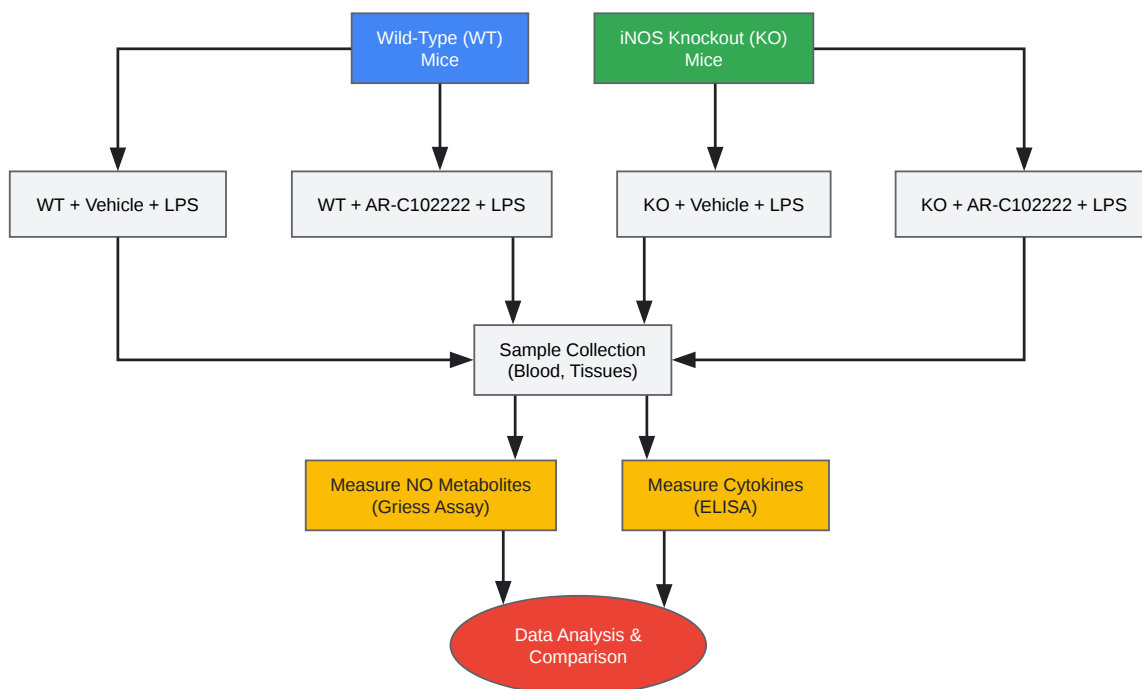 Wild-Type (WT)
Mice
iNOS Knockout (KO)
Mice
WT + Vehicle + LPS
WT + AR-C102222 + LPS
KO + Vehicle + LPS
KO + AR-C102222 + LPS
Sample Collection
(Blood, Tissues)
Measure NO Metabolites
(Griess Assay)
Measure Cytokines
(ELISA)
Data Analysis &
Comparison